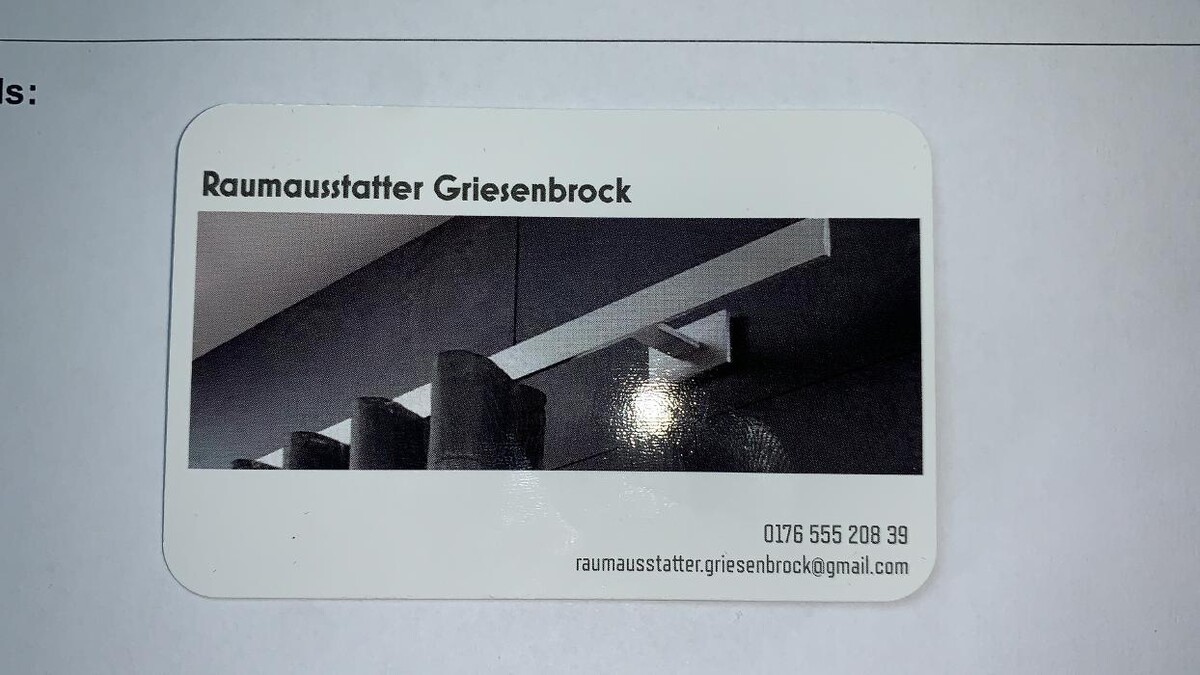 ls:
Raumausstatter Griesenbrock
0176 555 208 39
raumausstatter.griesenbrock@gmail.com